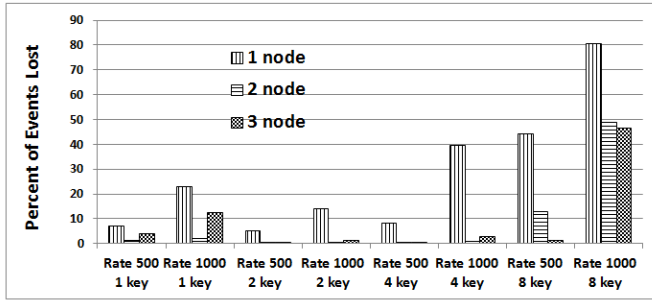 Percent of Events Lost
90
80
70
60
50
40
30
20
10
0
1 node
2 node
3 node
Rate 500 Rate 1000 Rate 500 Rate 1000 Rate 500 Rate 1000 Rate 500 Rate 1000
1 key 1 key 2 key 2 key 4 key 4 key 8 key 8 key